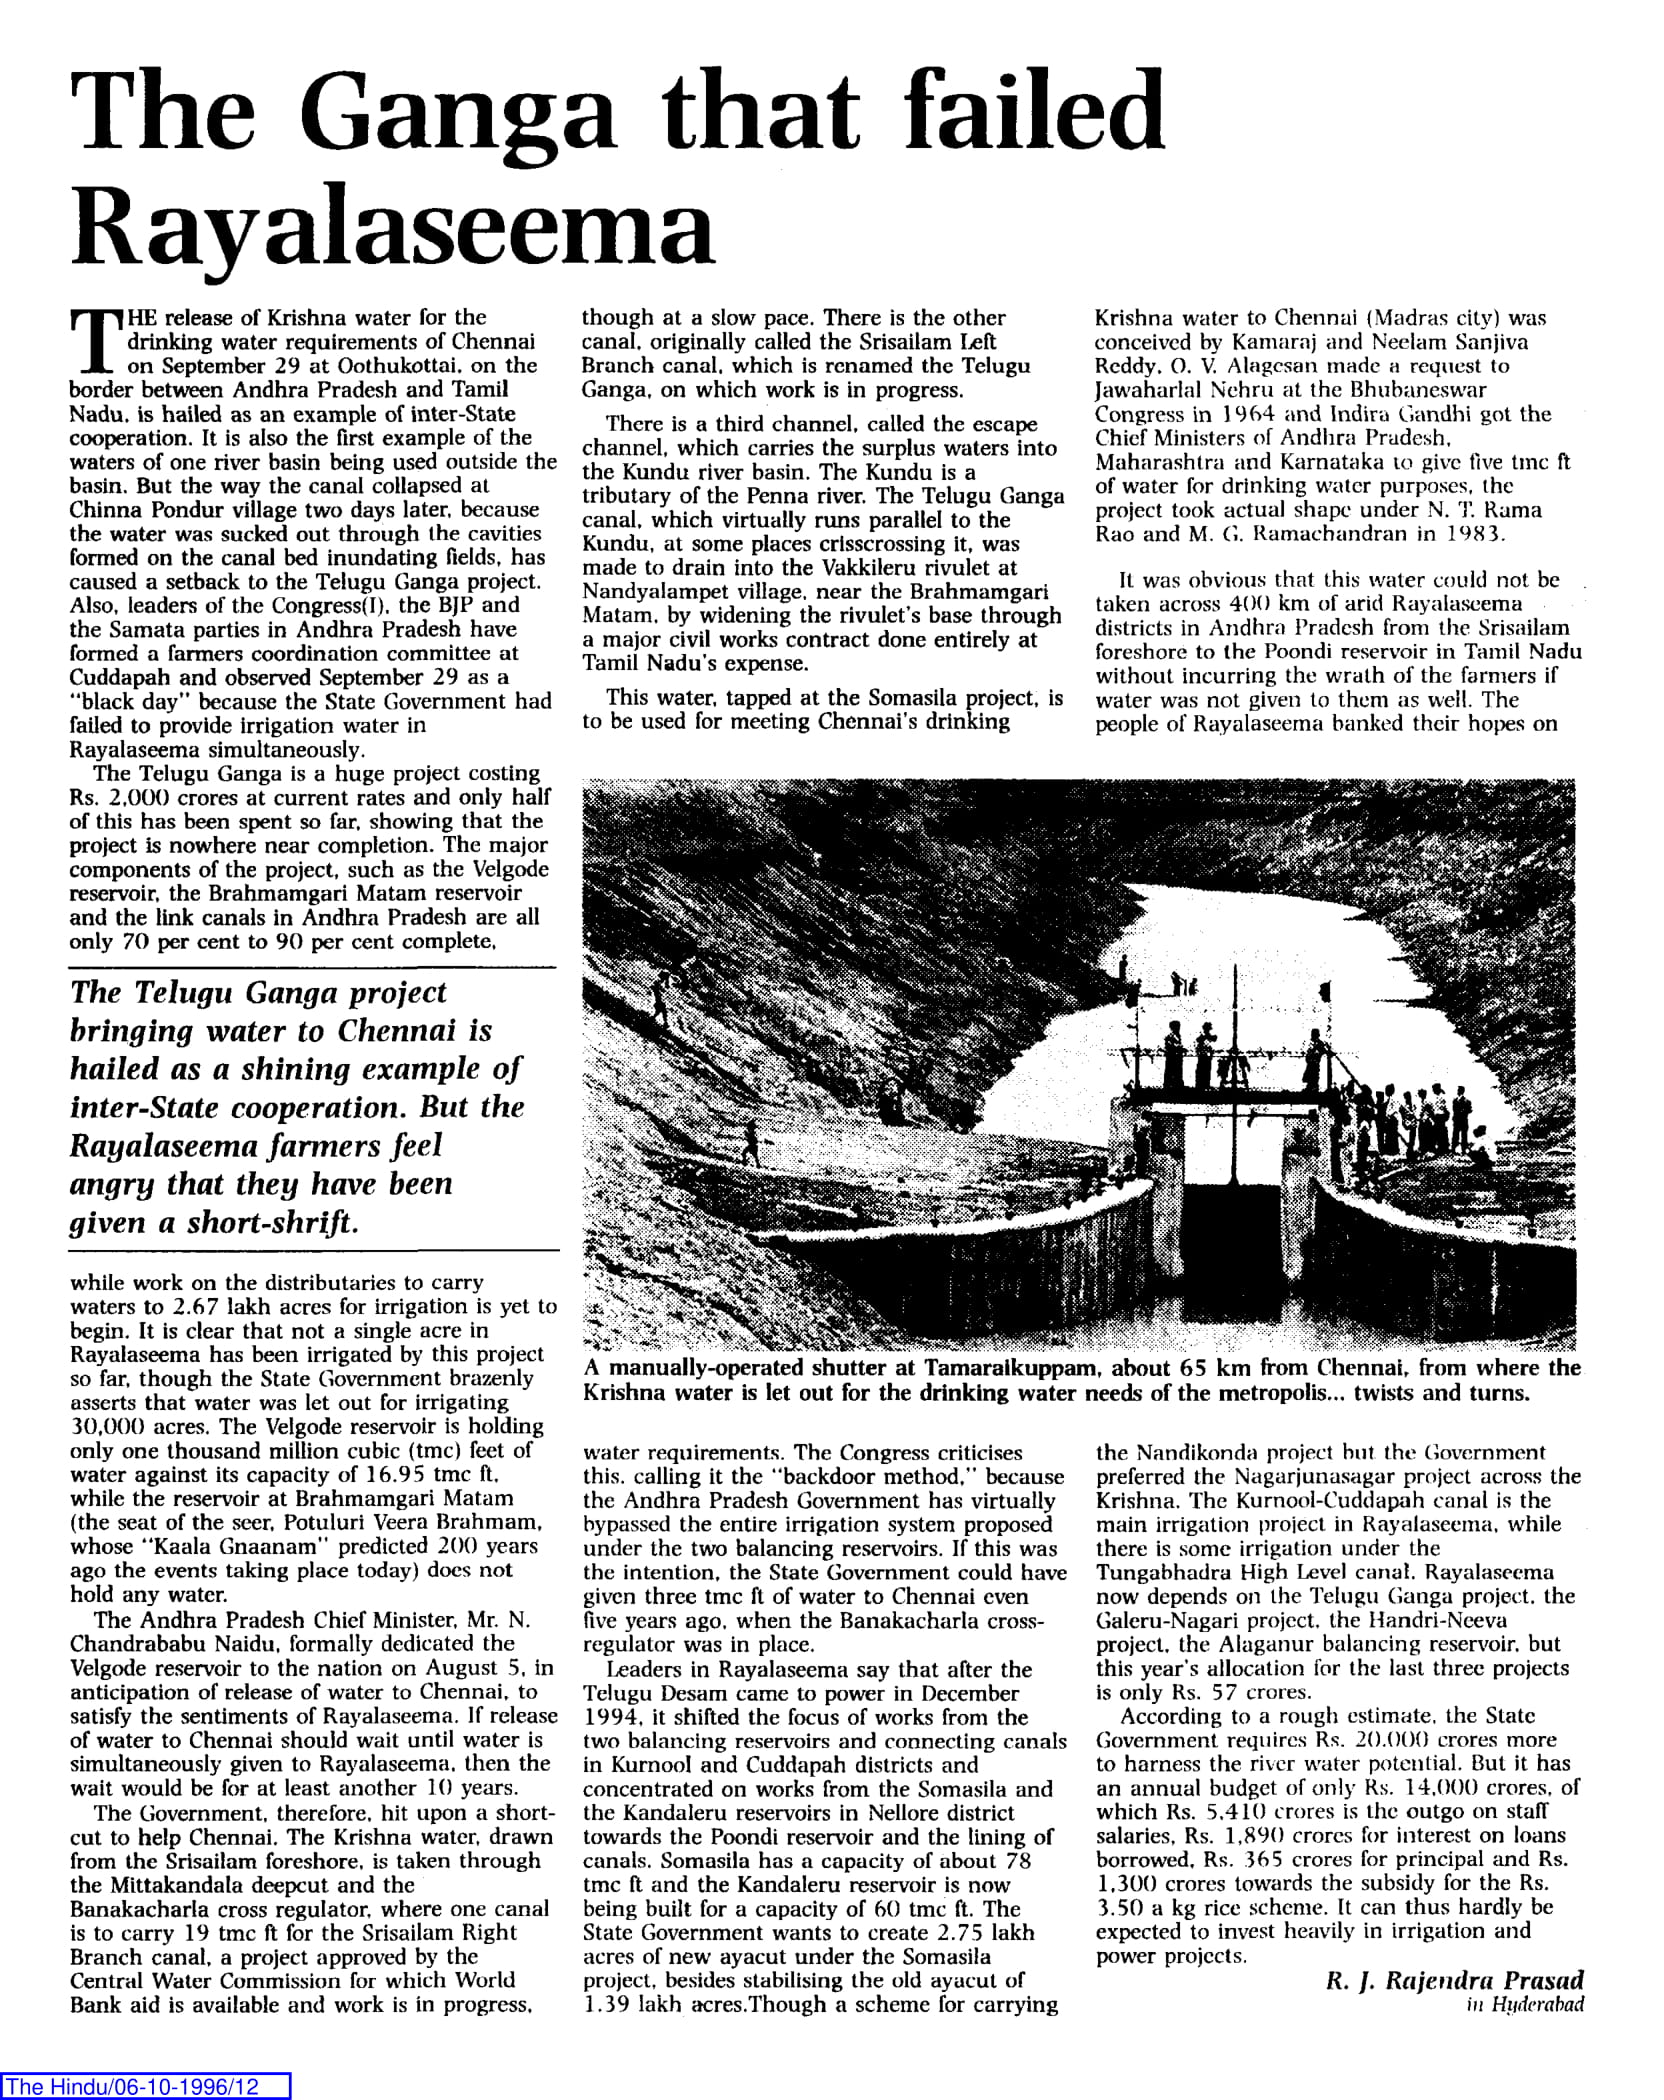 The Ganga that failed
Rayalaseema
THE release of Krishna water for the
drinking water requirements of Chennai
on September 29 at Oothukottai, on the
border between Andhra Pradesh and Tamil
Nadu, is hailed as an example of inter-State
cooperation. It is also the first example of the
waters of one river basin being used outside the
basin. But the way the canal collapsed at
Chinna Pondur village two days later, because
the water was sucked out through the cavities
formed on the canal bed inundating fields, has
caused a setback to the Telugu Ganga project.
Also, leaders of the Congress(I), the BJP and
the Samata parties in Andhra Pradesh have
formed a farmers coordination committee at
Cuddapah and observed September 29 as a
"black day" because the State Government had
failed to provide irrigation water in
Rayalaseema simultaneously.
The Telugu Ganga is a huge project costing
Rs. 2,000 crores at current rates and only half
of this has been spent so far, showing that the
project is nowhere near completion. The major
components of the project, such as the Velgode
reservoir, the Brahmamgari Matam reservoir
and the link canals in Andhra Pradesh are all
only 70 per cent to 90 per cent complete,
The Telugu Ganga project
bringing water to Chennai is
hailed as a shining example of
inter-State cooperation. But the
Rayalaseema farmers feel
angry that they have been
given a short-shrift.
while work on the distributaries to carry
waters to 2.67 lakh acres for irrigation is yet to
begin. It is clear that not a single acre in
Rayalaseema has been irrigated by this project
so far, though the State Government brazenly
asserts that water was let out for irrigating
30,000 acres. The Velgode reservoir is holding
only one thousand million cubic (tmc) feet of
water against its capacity of 16.95 tmc ft,
while the reservoir at Brahmamgari Matam
(the seat of the seer, Potuluri Veera Brahmam,
whose "Kaala Gnaanam" predicted 200 years
ago the events taking place today) does not
hold any water.
The Andhra Pradesh Chief Minister, Mr. N.
Chandrababu Naidu, formally dedicated the
Velgode reservoir to the nation on August 5, in
anticipation of release of water to Chennai, to
satisfy the sentiments of Rayalaseema. If release
of water to Chennai should wait until water is
simultaneously given to Rayalaseema, then the
wait would be for at least another 10 years.
The Government, therefore, hit upon a short-
cut to help Chennai. The Krishna water, drawn
from the Srisailam foreshore, is taken through
the Mittakandala deepcut and the
Banakacharla cross regulator, where one canal
is to carry 19 tmc ft for the Srisailam Right
Branch canal, a project approved by the
Central Water Commission for which World
Bank aid is available and work is in progress,
though at a slow pace. There is the other
canal, originally called the Srisailam Left
Branch canal, which is renamed the Telugu
Ganga, on which work is in progress.
There is a third channel, called the escape
channel, which carries the surplus waters into
the Kundu river basin. The Kundu is a
tributary of the Penna river. The Telugu Ganga
canal, which virtually runs parallel to the
Kundu, at some places crisscrossing it, was
made to drain into the Vakkileru rivulet at
Nandyalampet village, near the Brahmamgari
Matam, by widening the rivulet's base through
a major civil works contract done entirely at
Tamil Nadu's expense.
This water, tapped at the Somasila project, is
to be used for meeting Chennai's drinking
water requirements. The Congress criticises
this, calling it the "backdoor method," because
the Andhra Pradesh Government has virtually
bypassed the entire irrigation system proposed
under the two balancing reservoirs. If this was
the intention, the State Government could have
given three tmc ft of water to Chennai even
five years ago, when the Banakacharla cross-
regulator was in place.
Leaders in Rayalaseema say that after the
Telugu Desam came to power in December
1994, it shifted the focus of works from the
two balancing reservoirs and connecting canals
in Kurnool and Cuddapah districts and
concentrated on works from the Somasila and
the Kandaleru reservoirs in Nellore district
towards the Poondi reservoir and the lining of
canals. Somasila has a capacity of about 78
tmc ft and the Kandaleru reservoir is now
being built for a capacity of 60 tmc ft. The
State Government wants to create 2.75 lakh
acres of new ayacut under the Somasila
project, besides stabilising the old ayacut of
1.39 lakh acres.Though a scheme for carrying
Krishna water to Chennai (Madras city) was
conceived by Kamaraj and Neelam Sanjiva
Reddy, O. V. Alagesan made a request to
Jawaharlal Nehru at the Bhubaneswar
Congress in 1964 and Indira Gandhi got the
Chief Ministers of Andhra Pradesh,
Maharashtra and Karnataka to give five tmc ft
of water for drinking water purposes, the
project took actual shape under N. T. Rama
Rao and M. G. Ramachandran in 1983.
It was obvious that this water could not be
taken across 400 km of arid Rayalaseema
districts in Andhra Pradesh from the Srisailam
foreshore to the Poondi reservoir in Tamil Nadu
without incurring the wrath of the farmers if
water was not given to them as well. The
people of Rayalaseema banked their hopes on
the Nandikonda project but the Government
preferred the Nagarjunasagar project across the
Krishna. The Kurnool-Cuddapah canal is the
main irrigation project in Rayalaseema, while
there is some irrigation under the
Tungabhadra High Level canal. Rayalaseema
now depends on the Telugu Ganga project, the
Galeru-Nagari project, the Handri-Neeva
project, the Alaganur balancing reservoir, but
this year's allocation for the last three projects
is only Rs. 57 crores.
According to a rough estimate, the State
Government requires Rs. 20,000 crores more
to harness the river water potential. But it has
an annual budget of only Rs. 14,000 crores, of
which Rs. 5,410 crores is the outgo on staff
salaries, Rs. 1,890 crores for interest on loans
borrowed, Rs. 365 crores for principal and Rs.
1,300 crores towards the subsidy for the Rs.
3.50 a kg rice scheme. It can thus hardly be
expected to invest heavily in irrigation and
power projects.
R. J. Rajendra Prasad
in Hyderabad
A manually-operated shutter at Tamaraikuppam, about 65 km from Chennai, from where the
Krishna water is let out for the drinking water needs of the metropolis... twists and turns.
The Hindu/06-10-1996/12